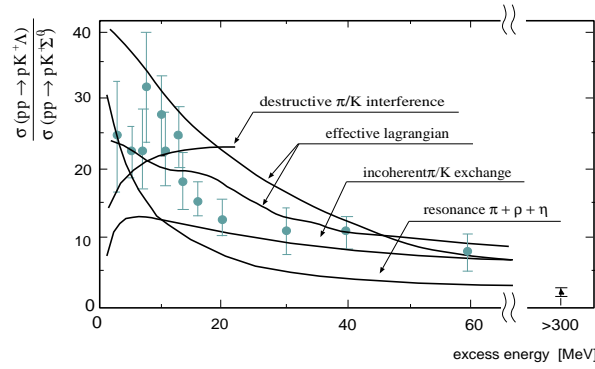 σ (pp → pK⁺Λ)
σ (pp → pK⁺Σ⁰)
40
30
20
10
0
destructive π/K interference
effective lagrangian
incoherentπ/K exchange
resonance π + ρ + η
0 20 40 60 >300
excess energy [MeV]